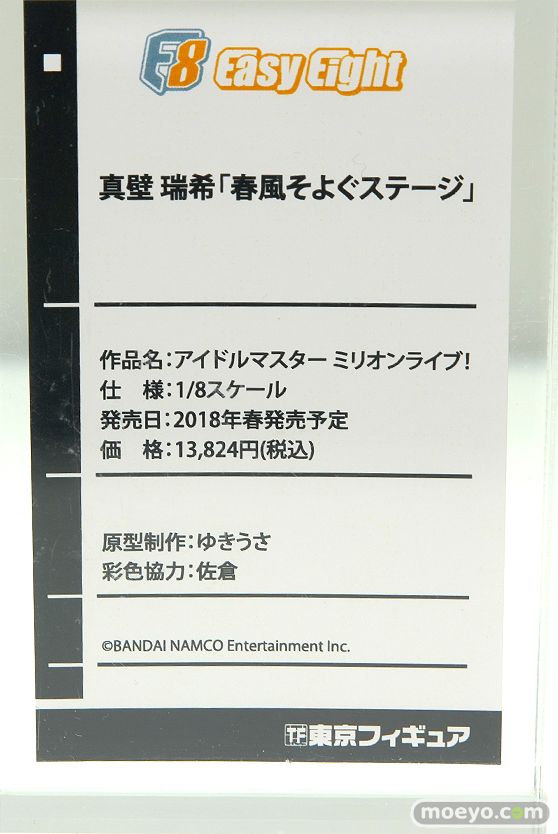 E8 Easy Eight
真壁 瑞希「春風そよぐステージ」
作品名:アイドルマスター ミリオンライブ!
仕　様:1/8スケール
発売日:2018年春発売予定
価　格:13,824円(税込)
原型制作:ゆきうさ
彩色協力:佐倉
©BANDAI NAMCO Entertainment Inc.
TF 東京フィギュア
moeyo.com